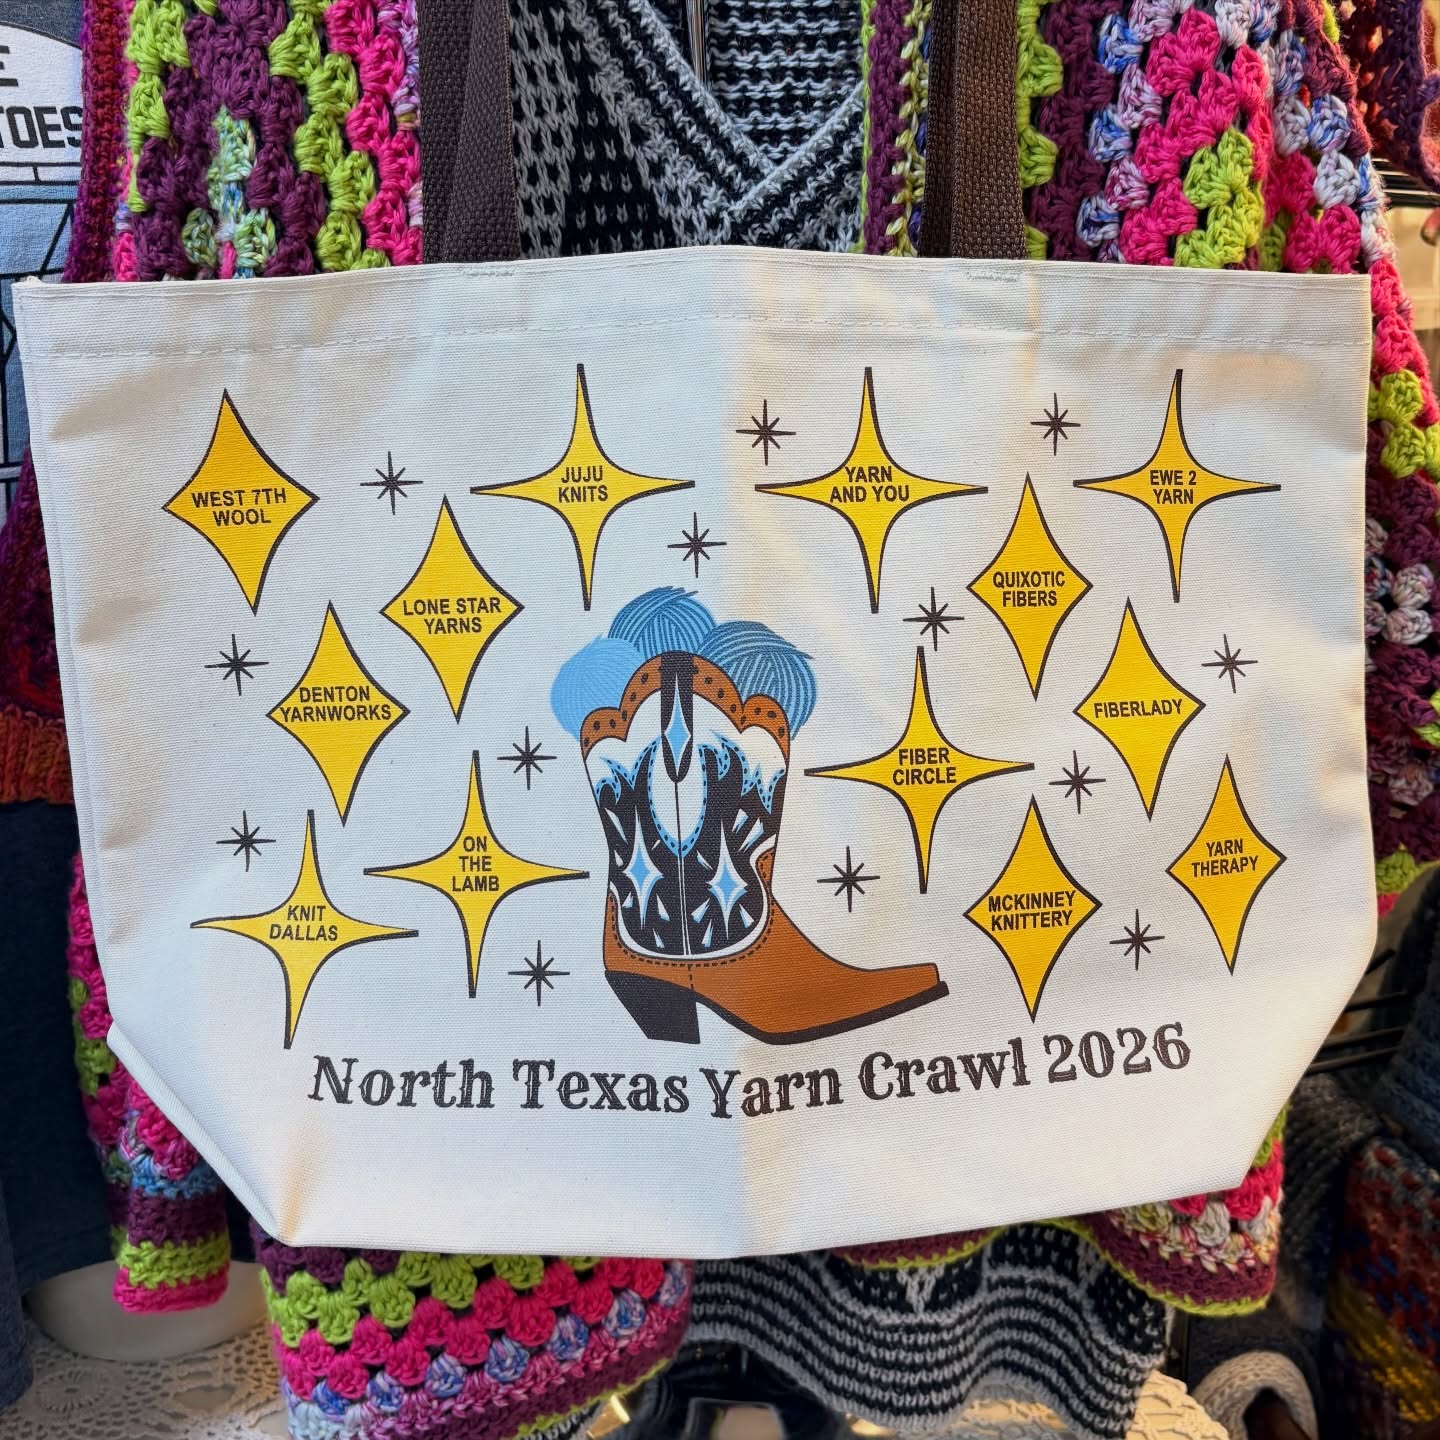 TOES
WEST 7TH
WOOL
JUJU
KNITS
YARN
AND YOU
EWE 2
YARN
LONE STAR
YARNS
QUIXOTIC
FIBERS
DENTON
YARNWORKS
FIBERLADY
FIBER
CIRCLE
ON
THE
LAMB
YARN
THERAPY
KNIT
DALLAS
MCKINNEY
KNITTERY
North Texas Yarn Crawl 2026